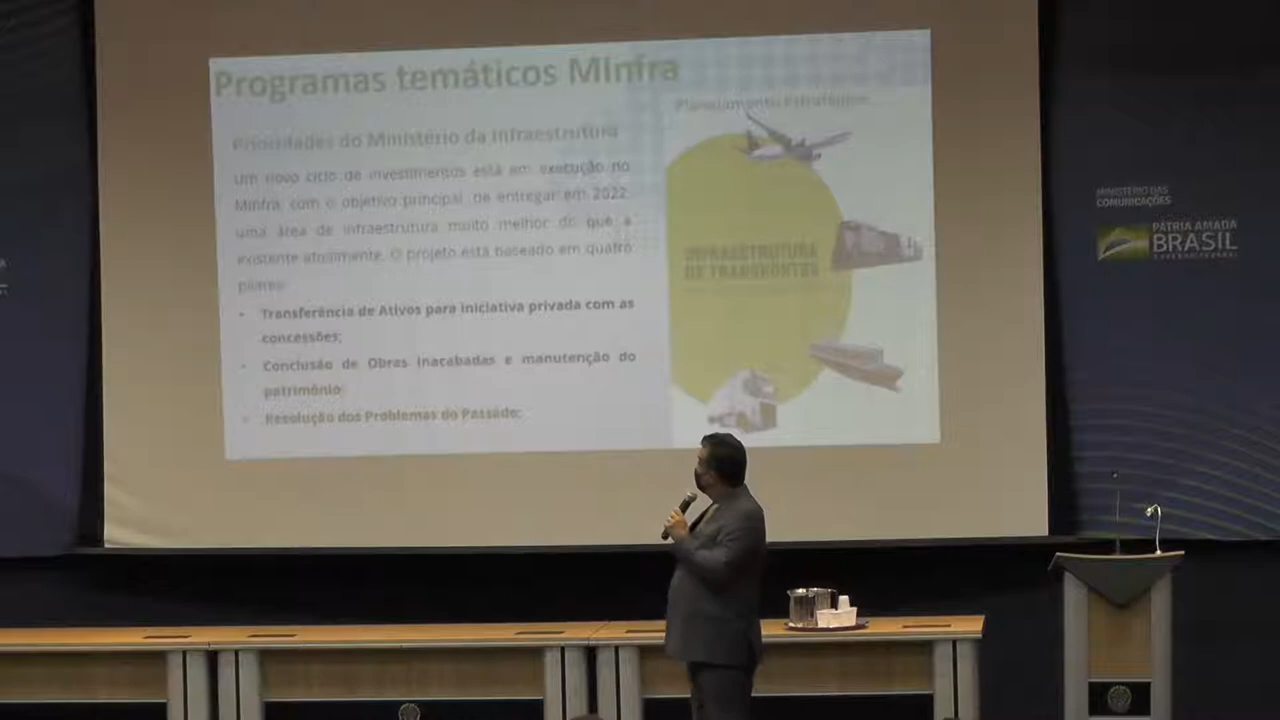 Programas temáticos Minfra
Planejamento Estratégico
Prioridades do Ministério da Infraestrutura
Um novo ciclo de investimentos está em execução no
Minfra, com o objetivo principal, de entregar em 2022,
uma área de infraestrutura muito melhor do que a
existente atualmente. O projeto está baseado em quatro
pilares:
• Transferência de Ativos para iniciativa privada com as
concessões;
• Conclusão de Obras Inacabadas e manutenção do
patrimônio;
• Resolução dos Problemas do Passado;
INFRAESTRUTURA
DE TRANSPORTES
MINISTÉRIO DAS
COMUNICAÇÕES
PÁTRIA AMADA
BRASIL